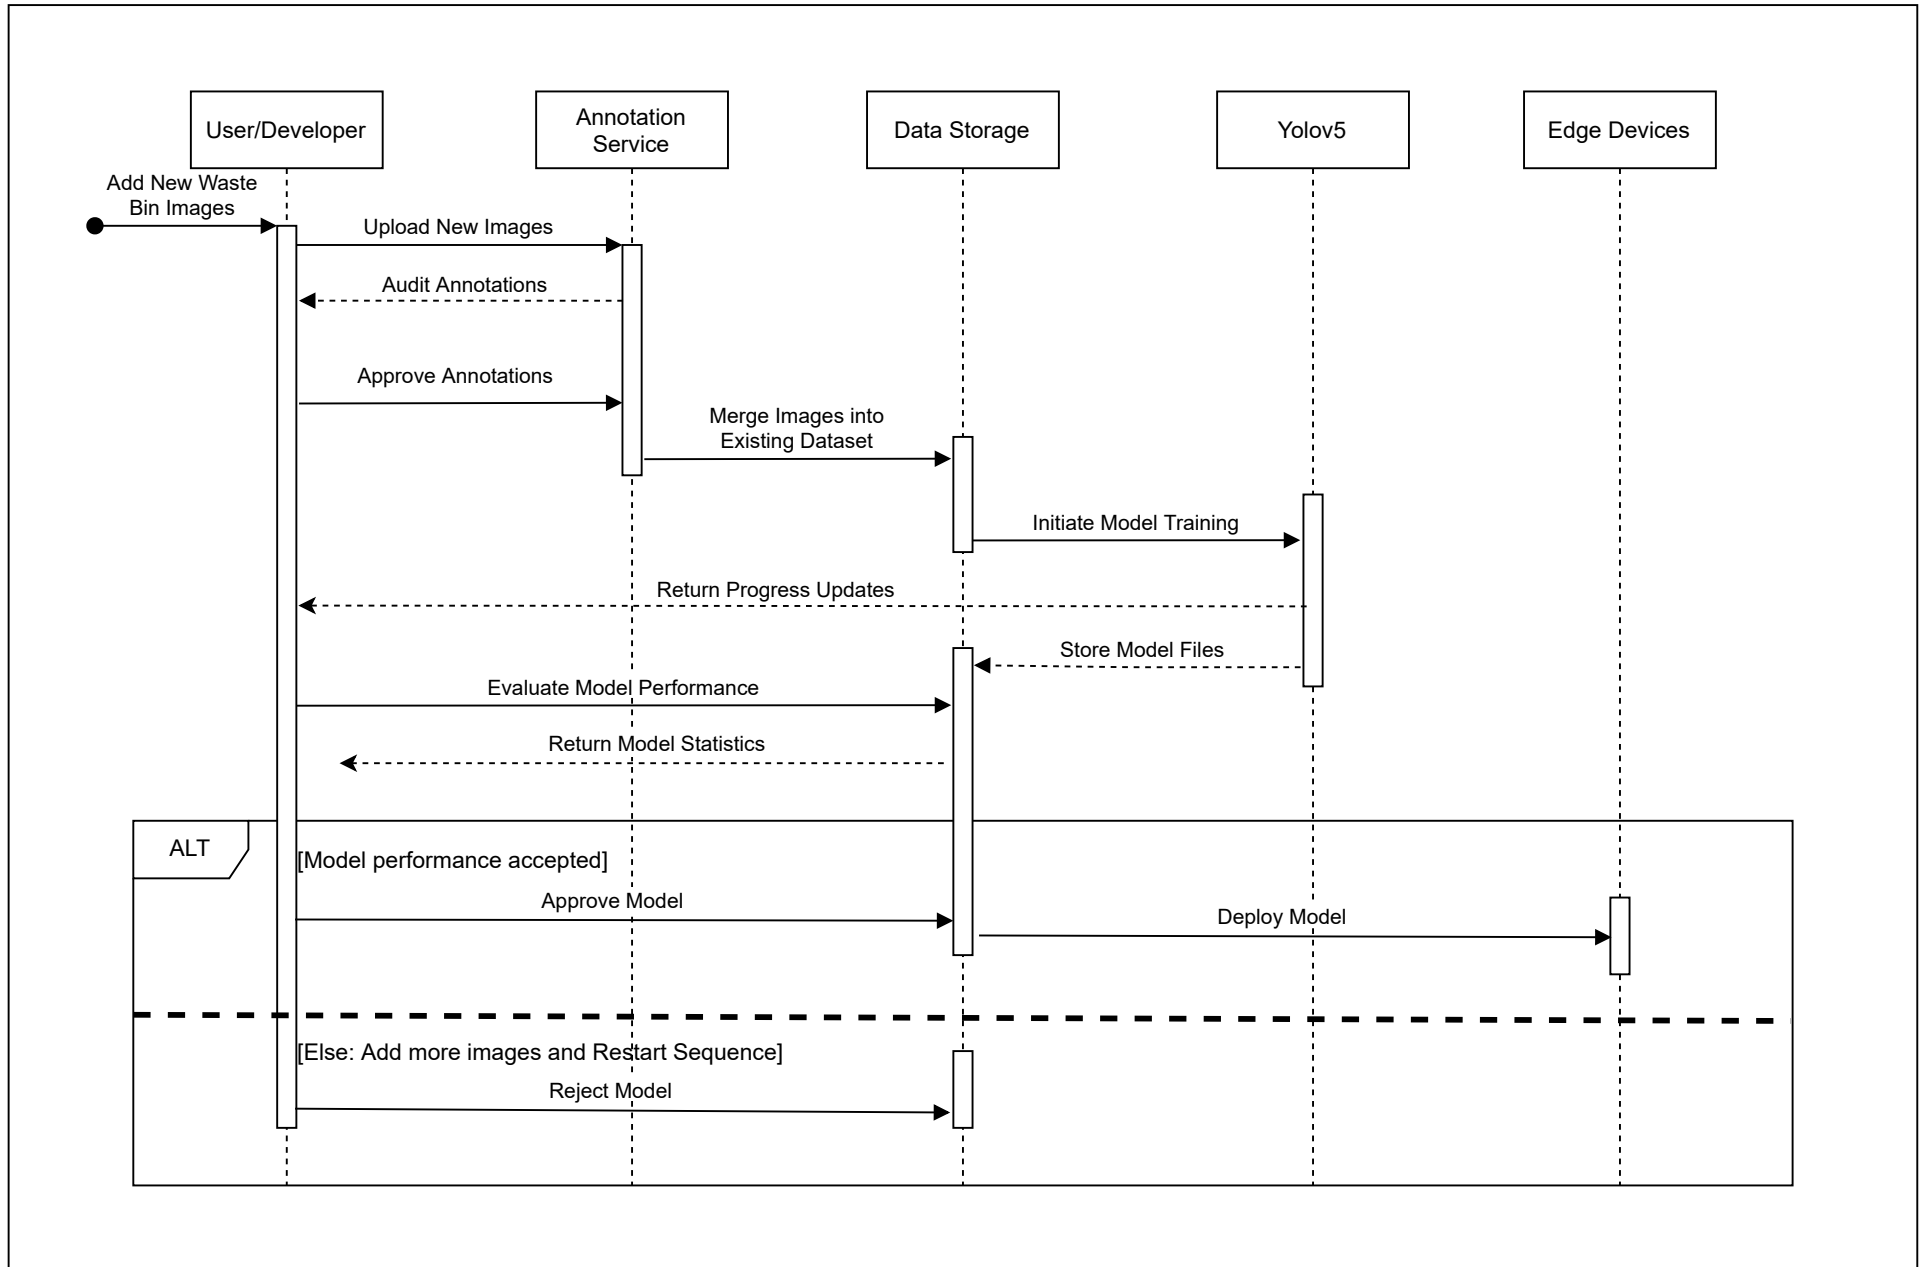 User/Developer
Annotation
Service
Data Storage
Yolov5
Edge Devices
Add New Waste
Bin Images
Upload New Images
Audit Annotations
Approve Annotations
Merge Images into
Existing Dataset
Initiate Model Training
Return Progress Updates
Store Model Files
Evaluate Model Performance
Return Model Statistics
ALT
[Model performance accepted]
Approve Model
Deploy Model
[Else: Add more images and Restart Sequence]
Reject Model